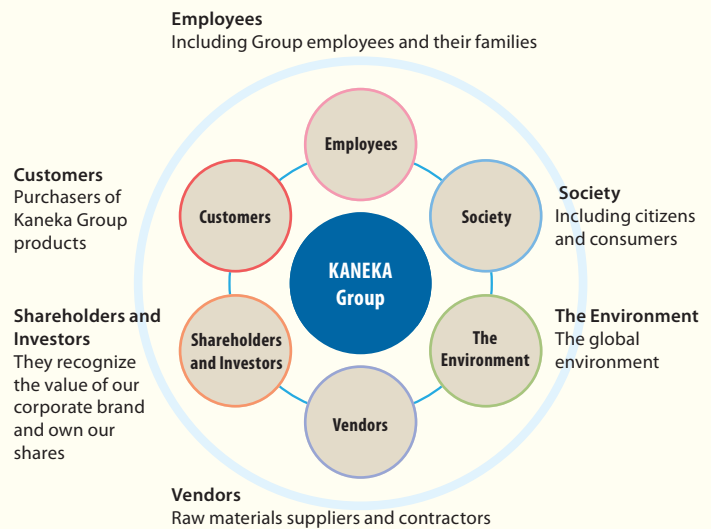 Employees
Including Group employees and their families
Employees
Customers
Purchasers of
Kaneka Group
products
Customers
Society
Society
Including citizens
and consumers
KANEKA
Group
Shareholders and
Investors
They recognize
the value of our
corporate brand
and own our
shares
Shareholders
and Investors
The
Environment
The Environment
The global
environment
Vendors
Vendors
Raw materials suppliers and contractors